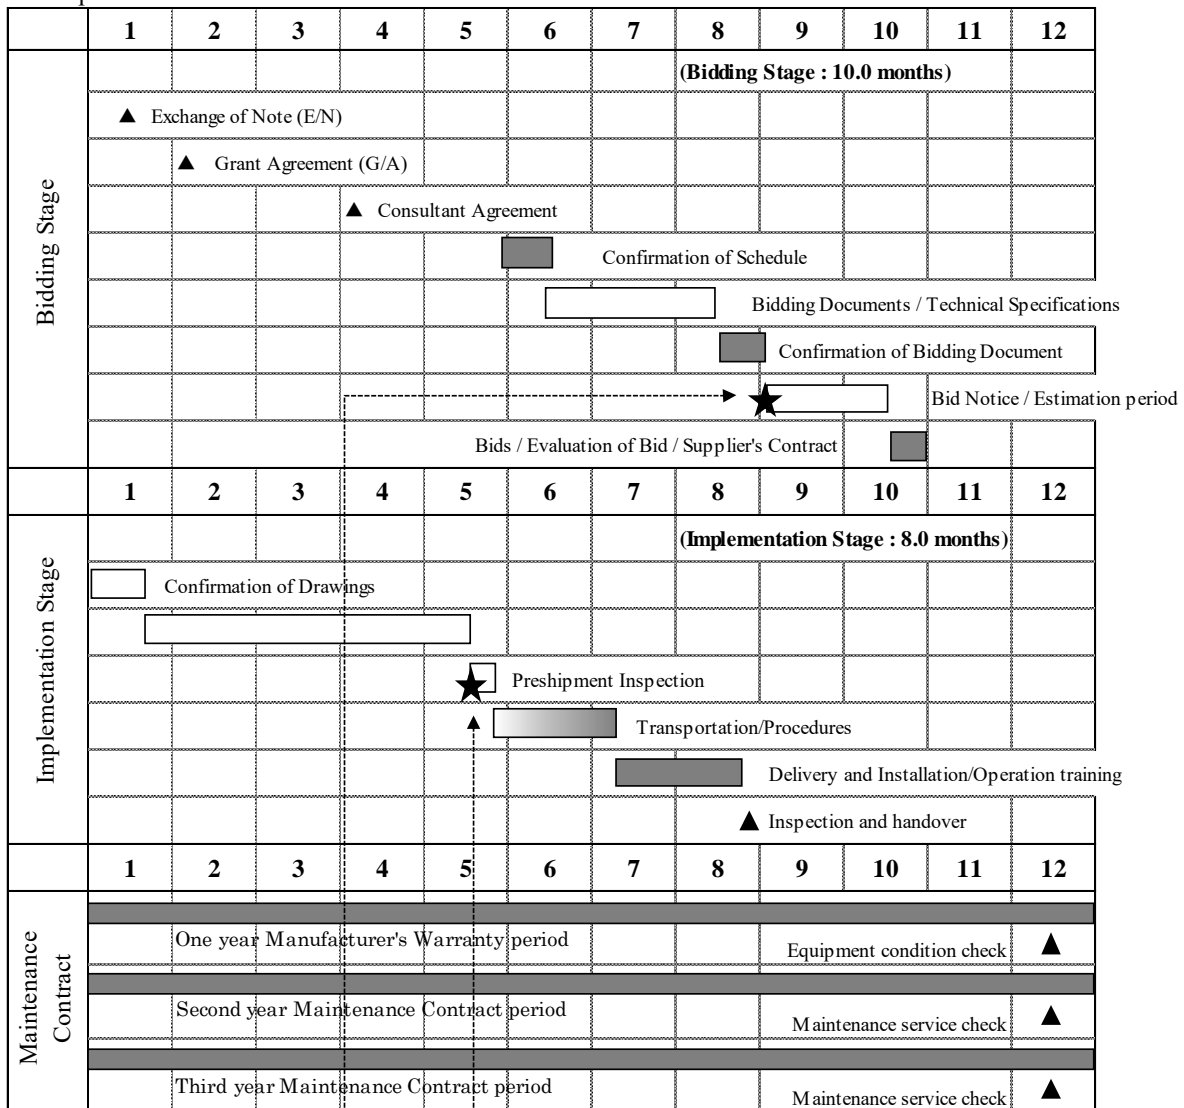 1 2 3 4 5 6 7 8 9 10 11 12
Bidding Stage
(Bidding Stage : 10.0 months)
Exchange of Note (E/N)
Grant Agreement (G/A)
Consultant Agreement
Confirmation of Schedule
Bidding Documents / Technical Specifications
Confirmation of Bidding Document
Bid Notice / Estimation period
Bids / Evaluation of Bid / Supplier's Contract
1 2 3 4 5 6 7 8 9 10 11 12
Implementation Stage
(Implementation Stage : 8.0 months)
Confirmation of Drawings
Preshipment Inspection
Transportation/Procedures
Delivery and Installation/Operation training
Inspection and handover
1 2 3 4 5 6 7 8 9 10 11 12
Maintenance
Contract
One year Manufacturer's Warranty period
Equipment condition check
Second year Maintenance Contract period
Maintenance service check
Third year Maintenance Contract period
Maintenance service check